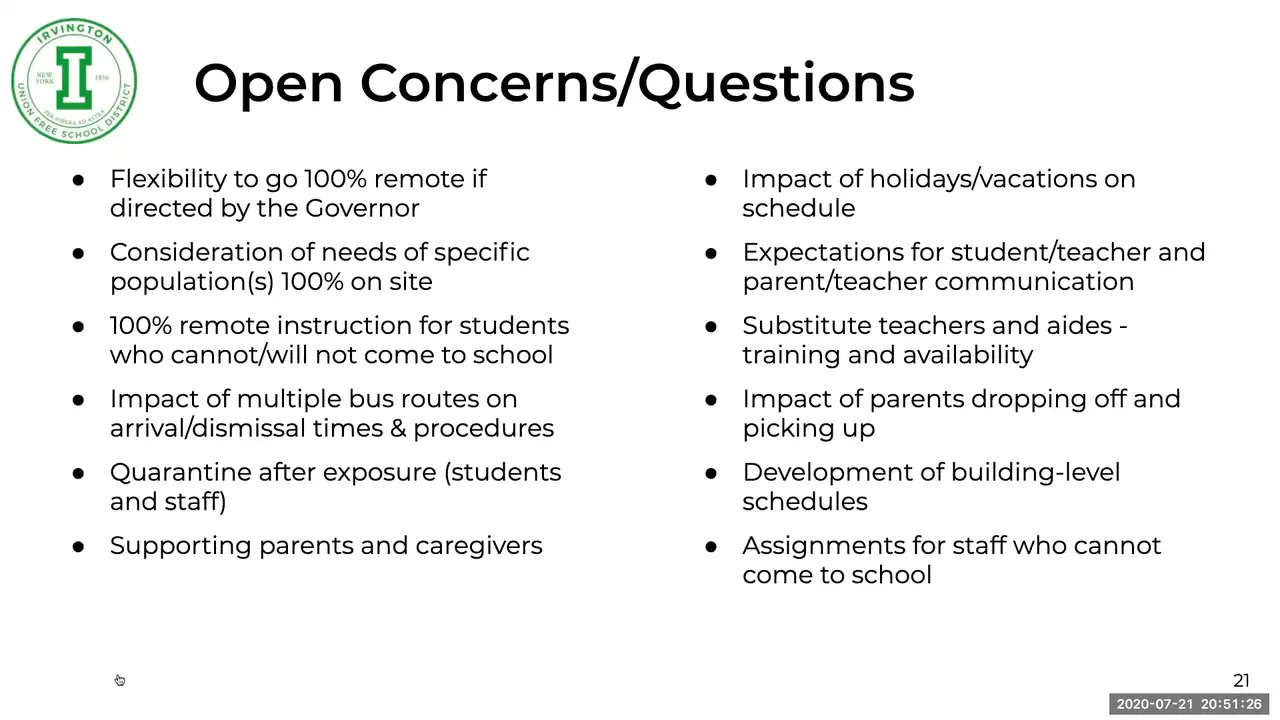 IRVINGTON
NEW YORK
1856
PER ASPERA AD ASTRA
UNION FREE SCHOOL DISTRICT
Open Concerns/Questions
● Flexibility to go 100% remote if
directed by the Governor
● Consideration of needs of specific
population(s) 100% on site
● 100% remote instruction for students
who cannot/will not come to school
● Impact of multiple bus routes on
arrival/dismissal times & procedures
● Quarantine after exposure (students
and staff)
● Supporting parents and caregivers
● Impact of holidays/vacations on
schedule
● Expectations for student/teacher and
parent/teacher communication
● Substitute teachers and aides -
training and availability
● Impact of parents dropping off and
picking up
● Development of building-level
schedules
● Assignments for staff who cannot
come to school
21
2020-07-21 20:51:26